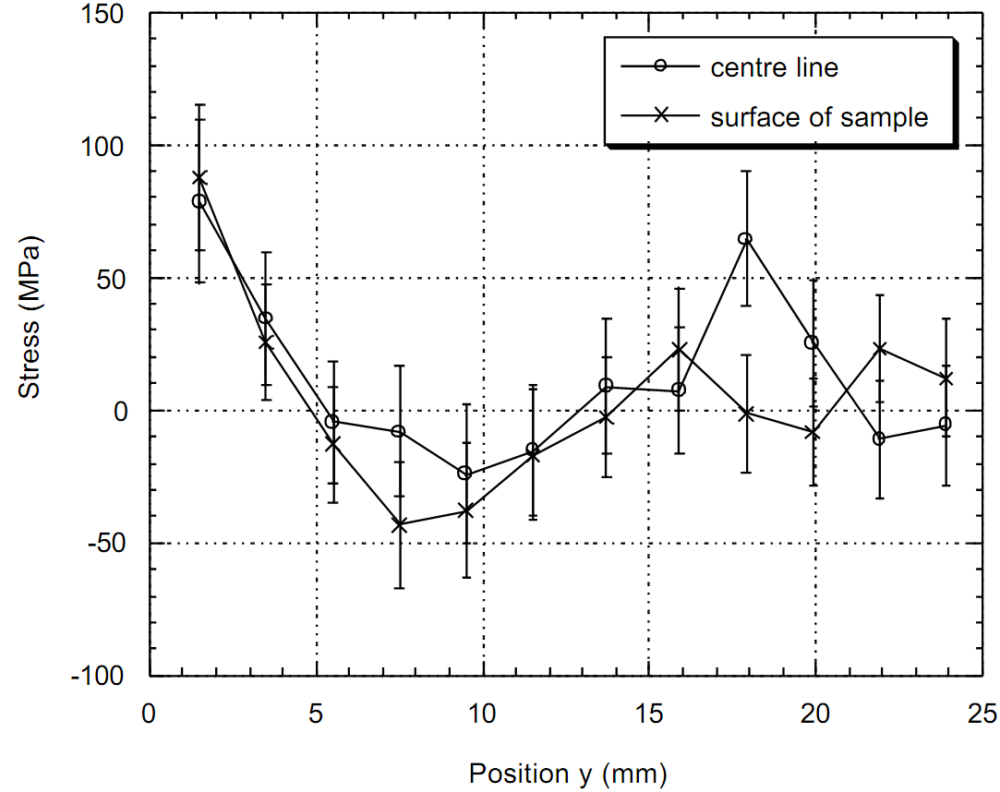 150
100
50
0
-50
-100
Stress (MPa)
centre line
surface of sample
0 5 10 15 20 25
Position y (mm)